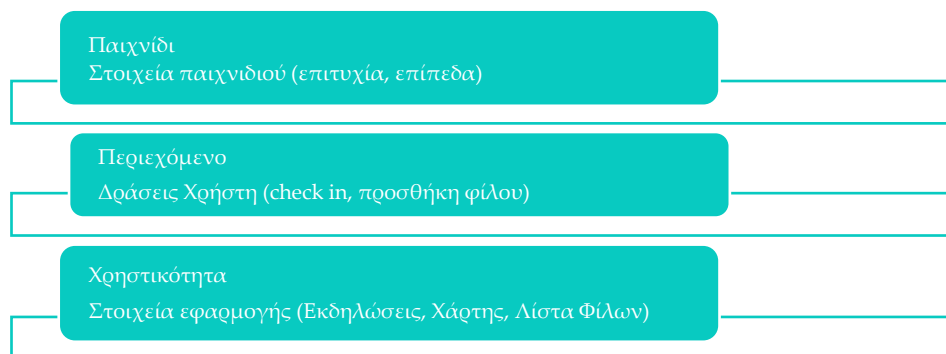 Παιχνίδι
Στοιχεία παιχνιδιού (επιτυχία, επίπεδα)
Περιεχόμενο
Δράσεις Χρήστη (check in, προσθήκη φίλου)
Χρηστικότητα
Στοιχεία εφαρμογής (Εκδηλώσεις, Χάρτης, Λίστα Φίλων)